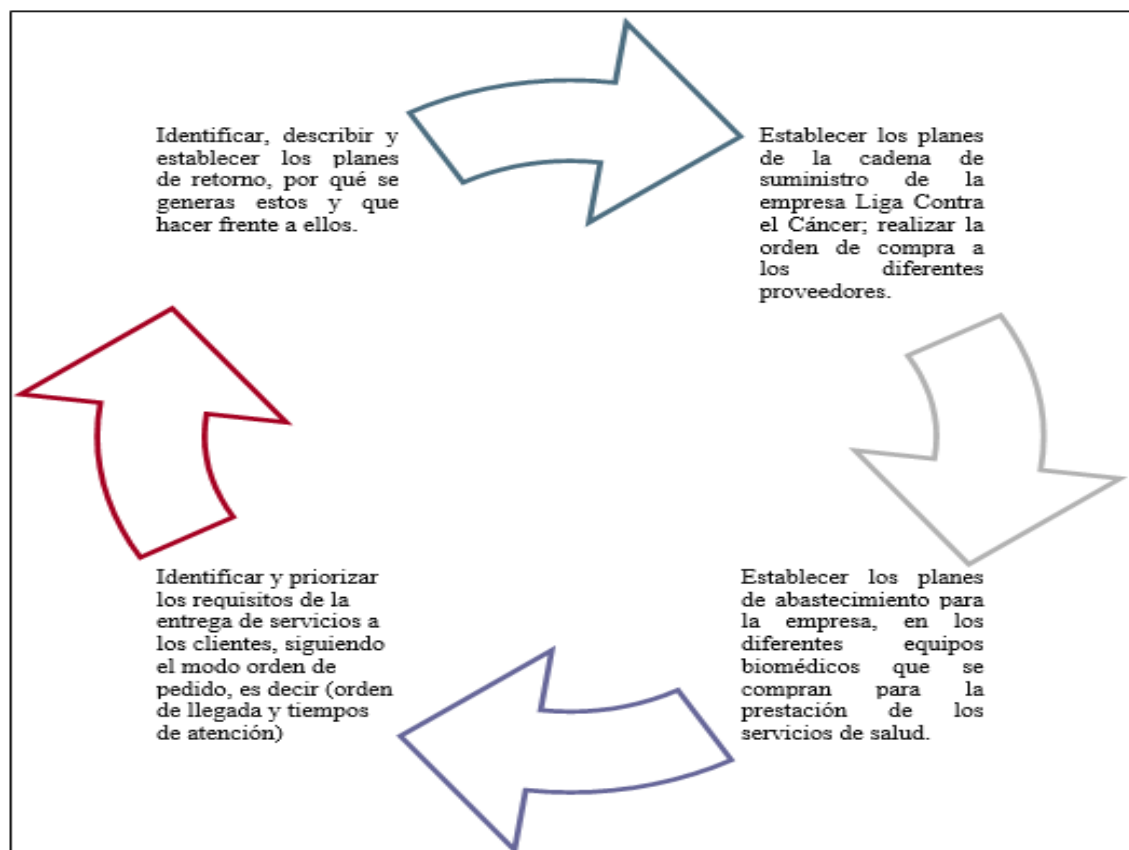 Identificar, describir y
establecer los planes
de retorno, por qué se
generas estos y que
hacer frente a ellos.
Establecer los planes
de la cadena de
suministro de la
empresa Liga Contra
el Cáncer; realizar la
orden de compra a
los diferentes
proveedores.
Establecer los planes
de abastecimiento para
la empresa, en los
diferentes equipos
biomédicos que se
compran para la
prestación de los
servicios de salud.
Identificar y priorizar
los requisitos de la
entrega de servicios a
los clientes, siguiendo
el modo orden de
pedido, es decir (orden
de llegada y tiempos
de atención)